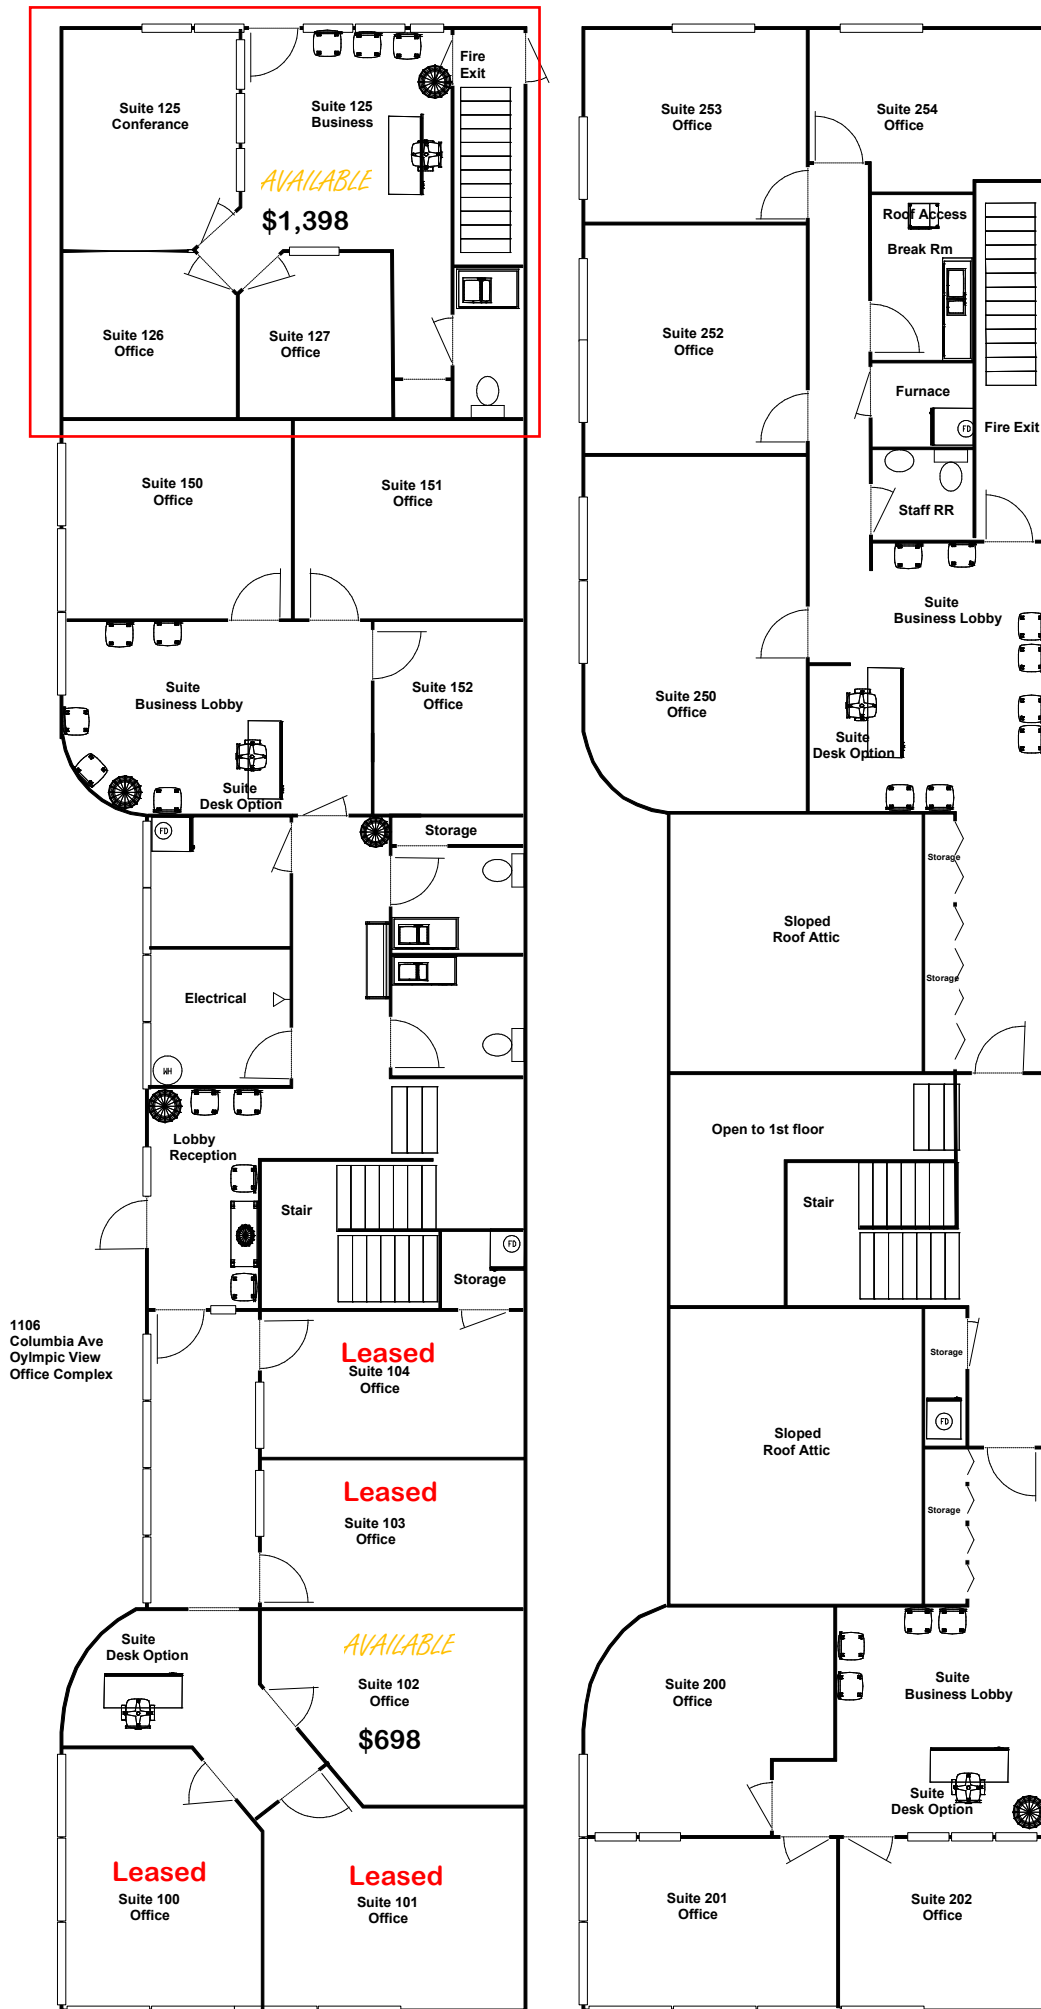 Fire
Exit
Suite 125
Conferance
Suite 125
Business
AVAILABLE
$1,398
Suite 126
Office
Suite 127
Office
Suite 150
Office
Suite 151
Office
Suite
Business Lobby
Suite 152
Office
Suite
Desk Option
FD
Storage
Electrical
WH
Lobby
Reception
Stair
FD
Storage
1106
Columbia Ave
Oylmpic View
Office Complex
Leased
Suite 104
Office
Leased
Suite 103
Office
Suite
Desk Option
AVAILABLE
Suite 102
Office
$698
Leased
Suite 100
Office
Leased
Suite 101
Office
Suite 253
Office
Suite 254
Office
Roof Access
Break Rm
Suite 252
Office
Furnace
FD
Fire Exit
Staff RR
Suite
Business Lobby
Suite 250
Office
Suite
Desk Option
Storage
Sloped
Roof Attic
Storage
Open to 1st floor
Stair
Storage
FD
Sloped
Roof Attic
Storage
Suite 200
Office
Suite
Business Lobby
Suite
Desk Option
Suite 201
Office
Suite 202
Office